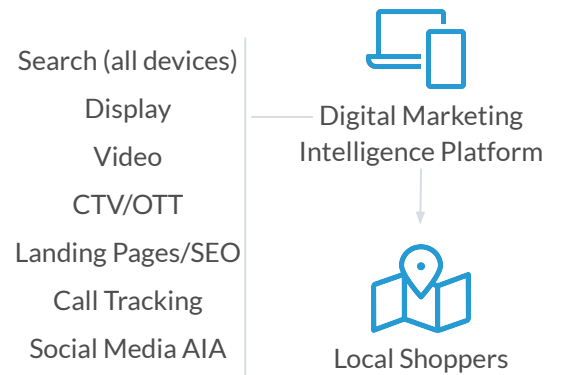 Search (all devices)
Display
Video
CTV/OTT
Landing Pages/SEO
Call Tracking
Social Media AIA
Digital Marketing
Intelligence Platform
Local Shoppers